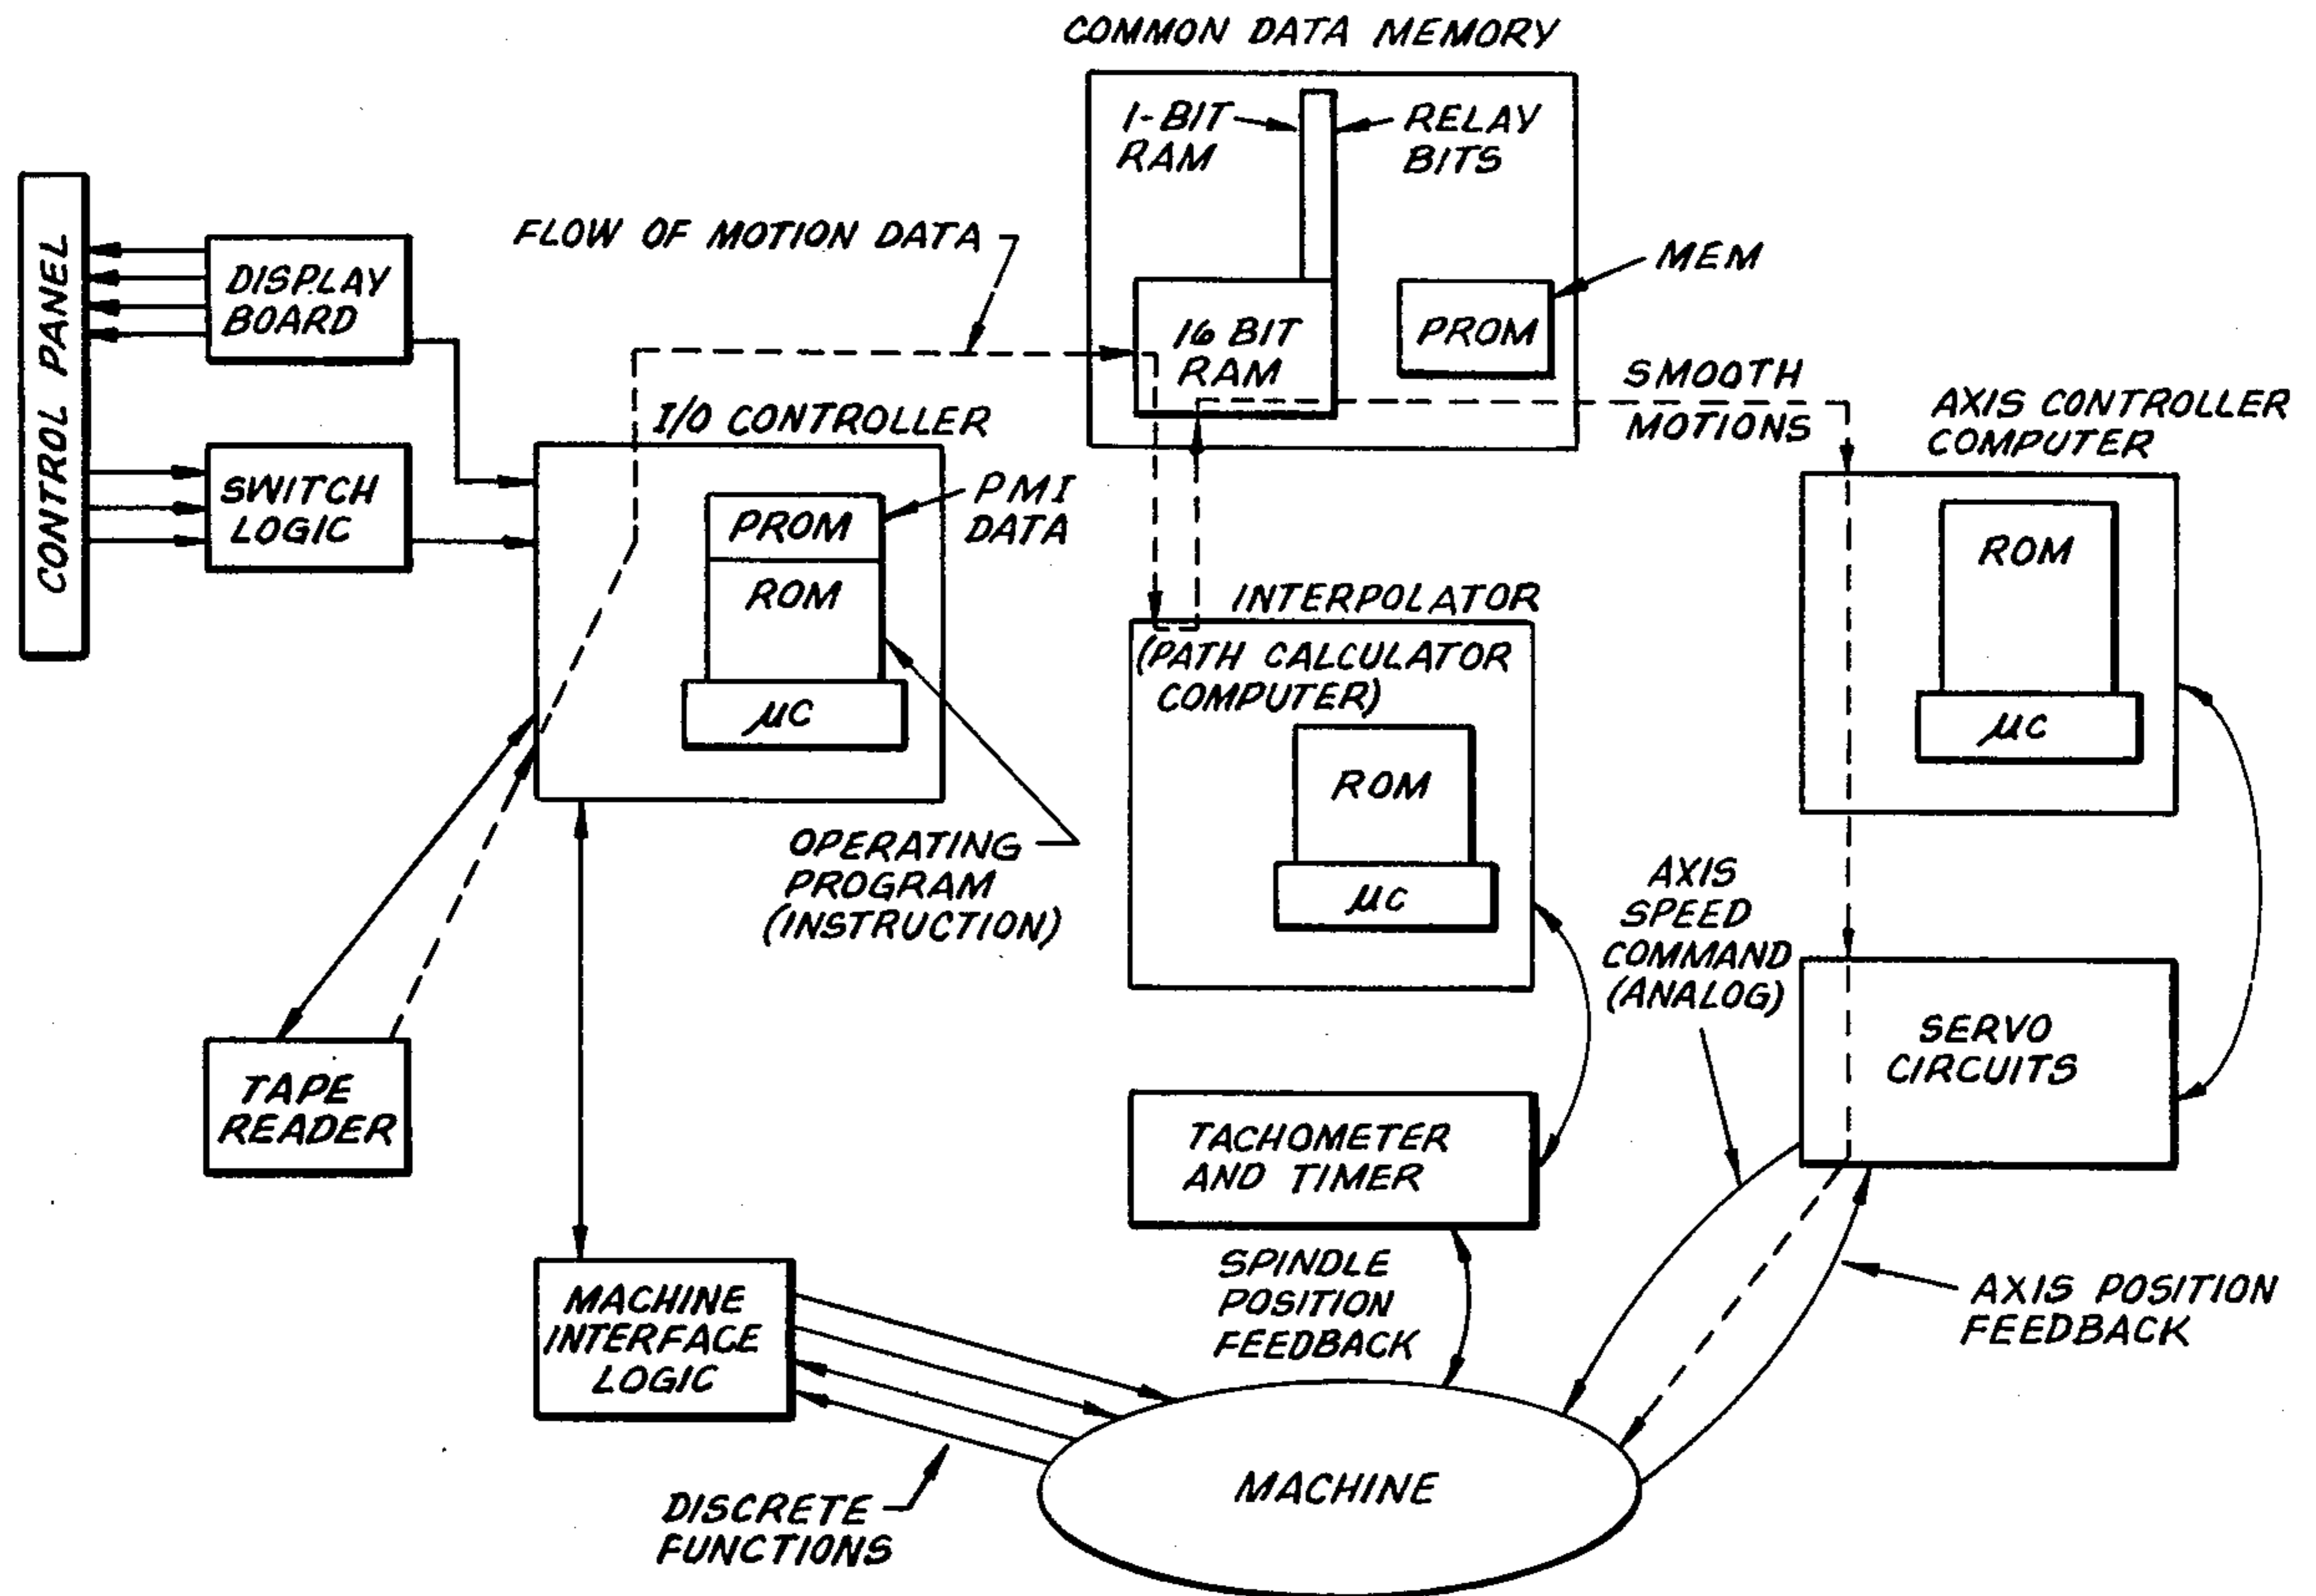 COMMON DATA MEMORY
1-BIT
RAM
RELAY
BITS
FLOW OF MOTION DATA
MEM
CONTROL PANEL
DISPLAY
BOARD
16 BIT
RAM
PROM
SMOOTH
MOTIONS
I/O CONTROLLER
AXIS CONTROLLER
COMPUTER
SWITCH
LOGIC
PROM
ROM
μC
PMI
DATA
ROM
μC
INTERPOLATOR
(PATH CALCULATOR
COMPUTER)
ROM
μC
OPERATING
PROGRAM
(INSTRUCTION)
AXIS
SPEED
COMMAND
(ANALOG)
SERVO
CIRCUITS
TAPE
READER
TACHOMETER
AND TIMER
SPINDLE
POSITION
FEEDBACK
AXIS POSITION
FEEDBACK
MACHINE
INTERFACE
LOGIC
MACHINE
DISCRETE
FUNCTIONS